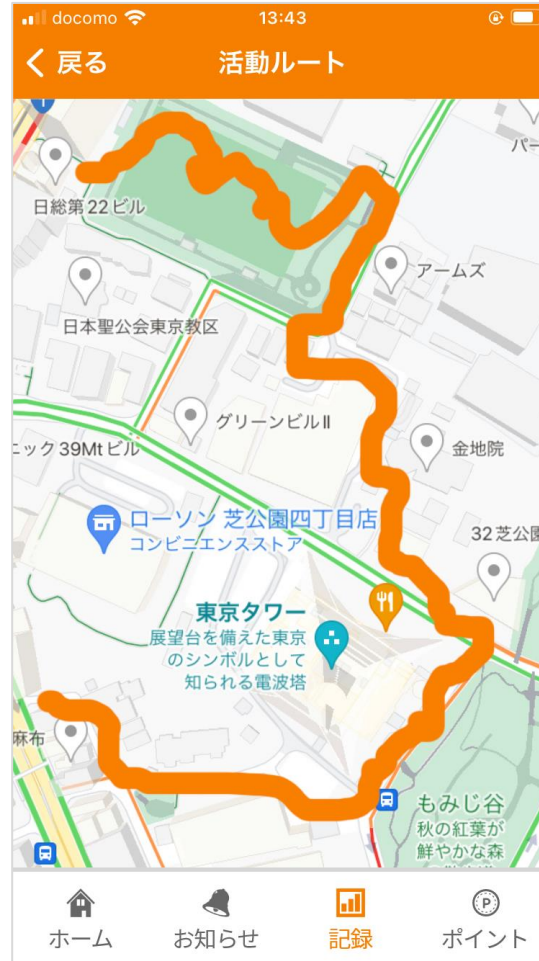 docomo 13:43
戻る 活動ルート
パー
日総第22ビル
アームズ
日本聖公会東京教区
グリーンビルⅡ
ニック39Mtビル
金地院
ローソン 芝公園四丁目店
コンビニエンスストア
32芝公園
東京タワー
展望台を備えた東京
のシンボルとして
知られる電波塔
麻布
もみじ谷
秋の紅葉が
鮮やかな森
P
ホーム お知らせ 記録 ポイント